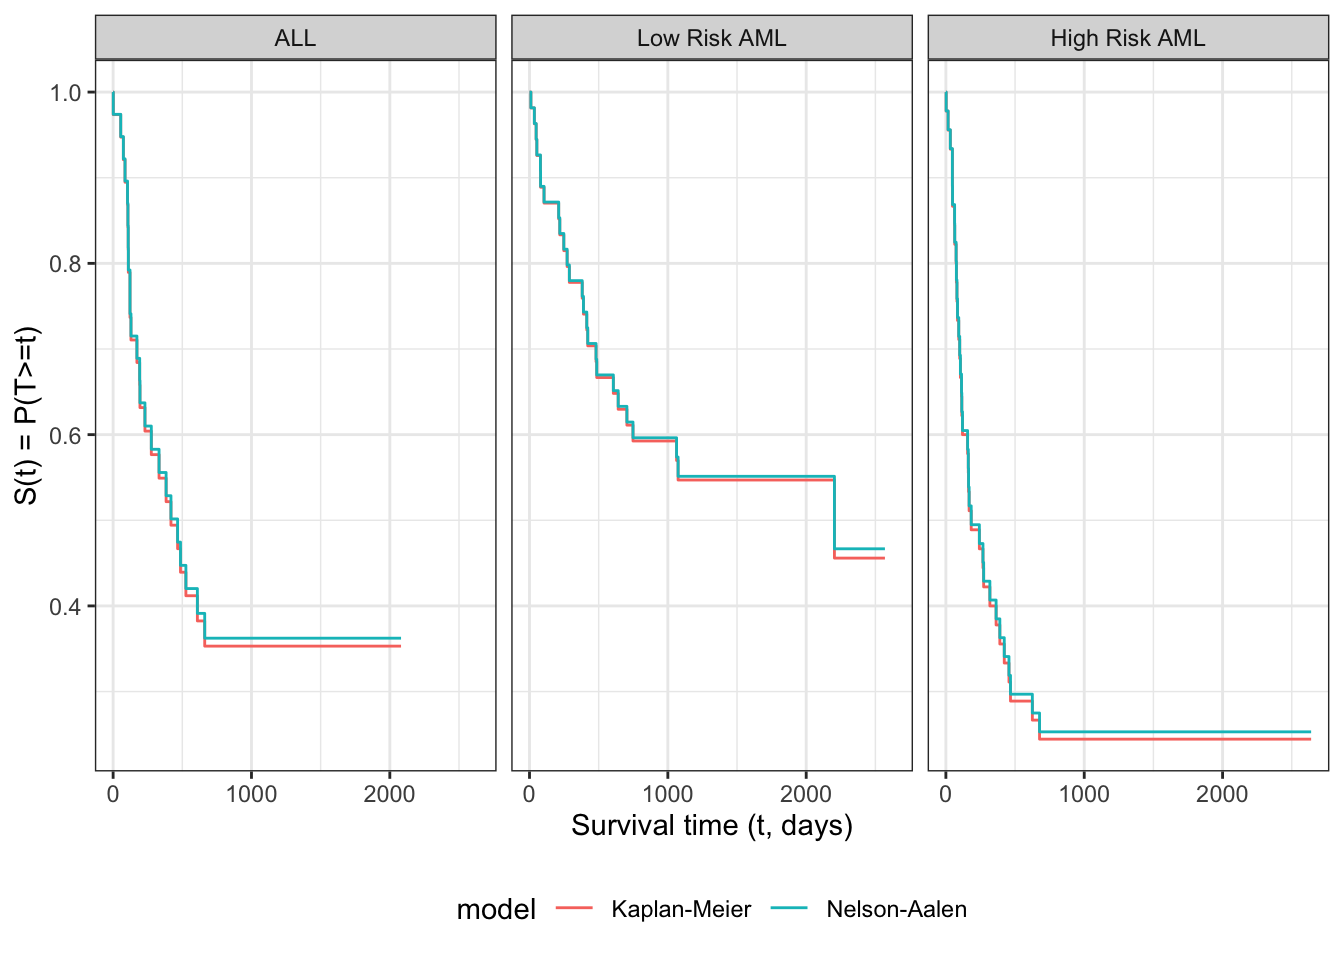 ALL
Low Risk AML
High Risk AML
S(t) = P(T>=t)
1.0
0.8
0.6
0.4
0 1000 2000
0 1000 2000
0 1000 2000
Survival time (t, days)
model Kaplan-Meier Nelson-Aalen